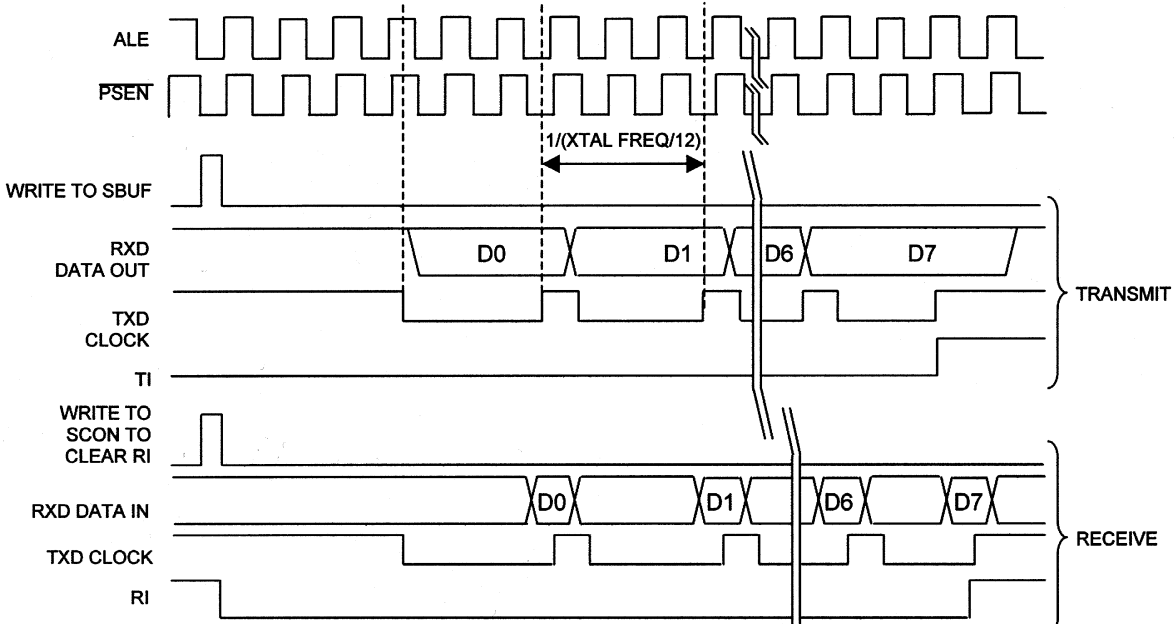 ALE
PSEN
1/(XTAL FREQ/12)
WRITE TO SBUF
RXD
DATA OUT
D0
D1
D6
D7
TXD
CLOCK
TRANSMIT
TI
WRITE TO
SCON TO
CLEAR RI
RXD DATA IN
D0
D1
D6
D7
TXD CLOCK
RECEIVE
RI